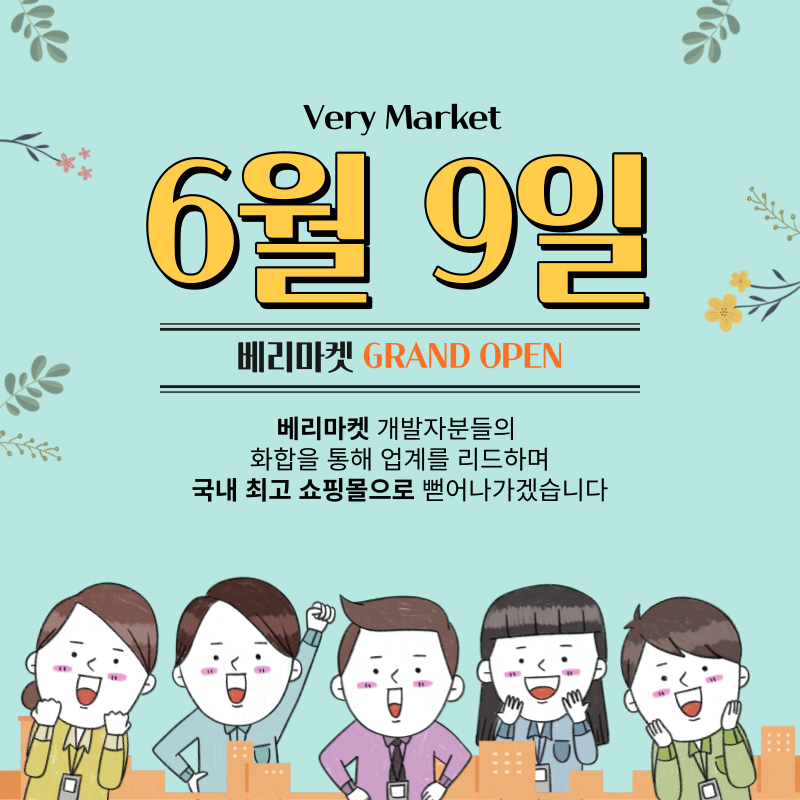 Very Market
6월 9일
베리마켓 GRAND OPEN
베리마켓 개발자분들의
화합을 통해 업계를 리드하며
국내 최고 쇼핑몰으로 뻗어나가겠습니다